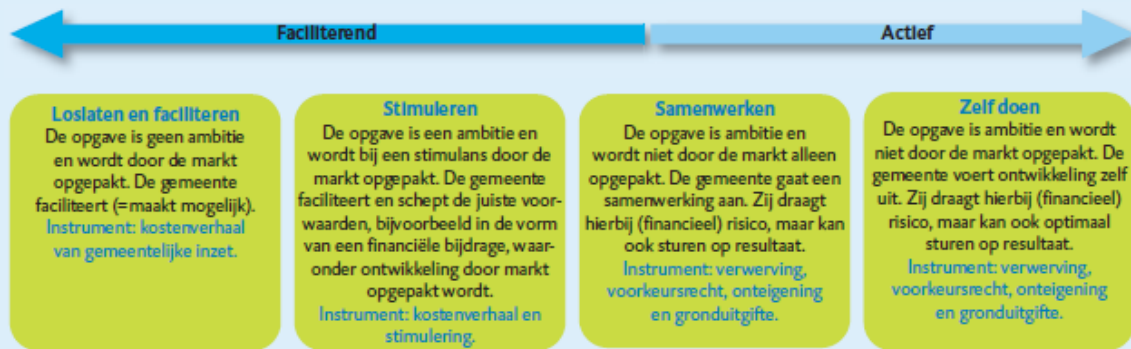 Faciliterend
Actief
Loslaten en faciliteren
De opgave is geen ambitie
en wordt door de markt
opgepakt. De gemeente
faciliteert (=maakt mogelijk).
Instrument: kostenverhaal
van gemeentelijke inzet.
Stimuleren
De opgave is een ambitie en
wordt bij een stimulans door de
markt opgepakt. De gemeente
faciliteert en schept de juiste voor-
waarden, bijvoorbeeld in de vorm
van een financiële bijdrage, waar-
onder ontwikkeling door markt
opgepakt wordt.
Instrument: kostenverhaal en
stimulering.
Samenwerken
De opgave is ambitie en
wordt niet door de markt alleen
opgepakt. De gemeente gaat een
samenwerking aan. Zij draagt
hierbij (financieel) risico, maar kan
ook sturen op resultaat.
Instrument: verwerving,
voorkeursrecht, onteigening
en gronduitgifte.
Zelf doen
De opgave is ambitie en wordt
niet door de markt opgepakt. De
gemeente voert ontwikkeling zelf
uit. Zij draagt hierbij (financieel)
risico, maar kan ook optimaal
sturen op resultaat.
Instrument: verwerving,
voorkeursrecht, onteigening
en gronduitgifte.